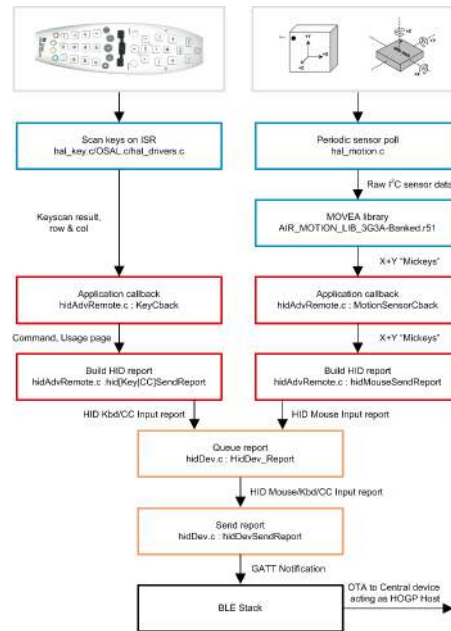 Scan keys on ISR
hal_key.c/OSAL.c/hal_drivers.c
Keyscan result,
row & col
Application callback
hidAdvRemote.c : KeyCback
Command, Usage page
Build HID report
hidAdvRemote.c :hid[Key|CC]SendReport
HID Kbd/CC Input report
Periodic sensor poll
hal_motion.c
Raw I²C sensor data
MOVEA library
AIR_MOTION_LIB_3G3A-Banked.r51
X+Y "Mickeys"
Application callback
hidAdvRemote.c : MotionSensorCback
X+Y "Mickeys"
Build HID report
hidAdvRemote.c : hidMouseSendReport
HID Mouse Input report
Queue report
hidDev.c : HidDev_Report
HID Mouse/Kbd/CC Input report
Send report
hidDev.c : hidDevSendReport
GATT Notification
BLE Stack
OTA to Central device
acting as HOGP Host